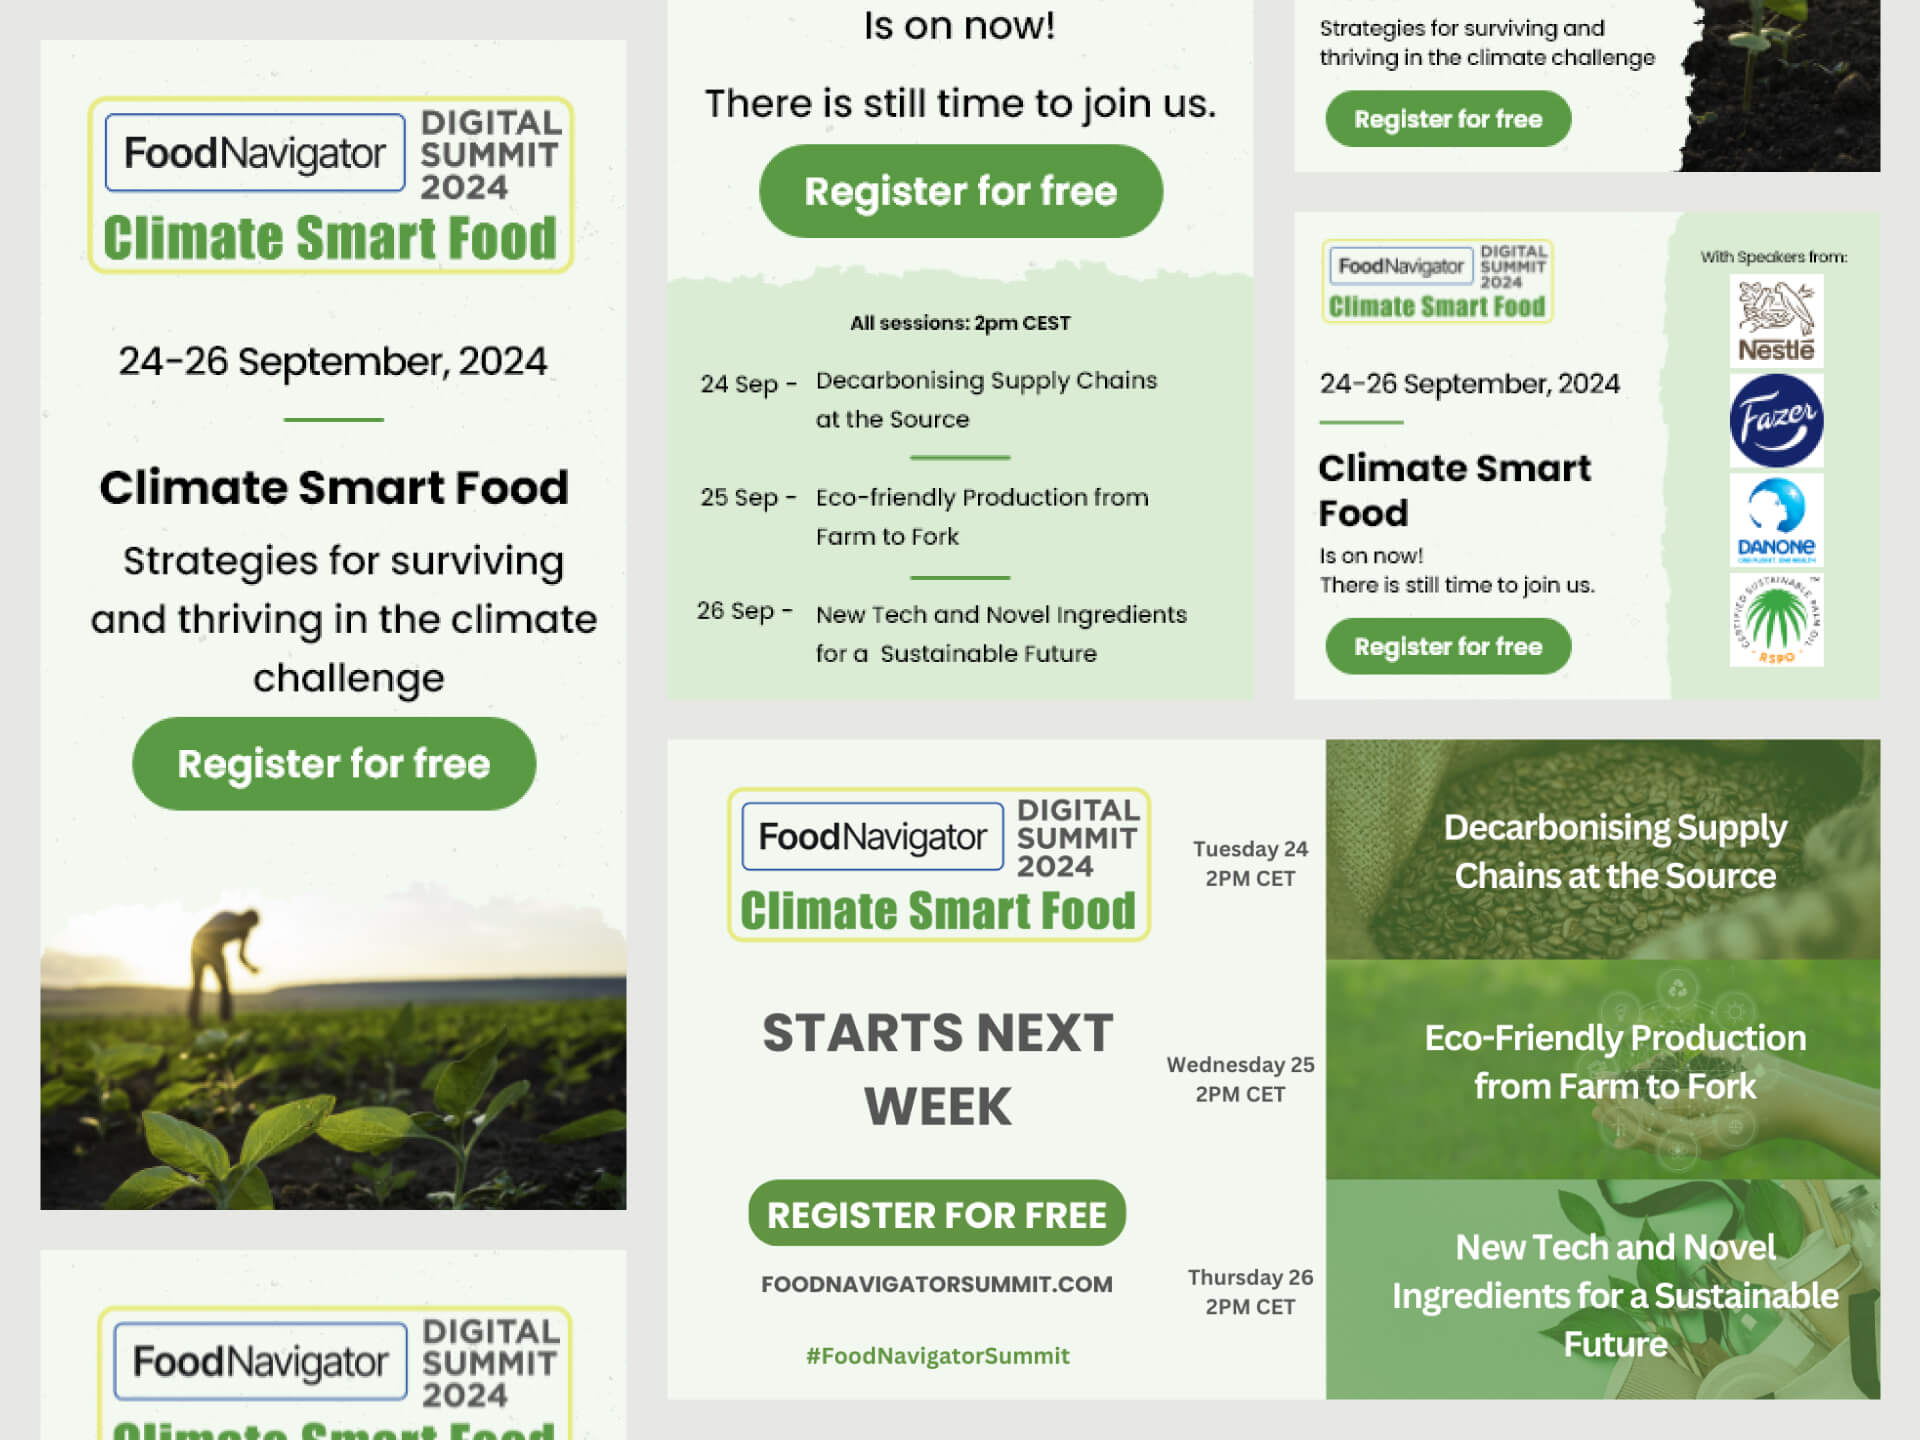 FoodNavigator
DIGITAL
SUMMIT
2024
Climate Smart Food
24-26 September, 2024
Climate Smart Food
Strategies for surviving
and thriving in the climate
challenge
Register for free
FoodNavigator
DIGITAL
SUMMIT
2024
Climate Smart Food
Is on now!
There is still time to join us.
Register for free
All sessions: 2pm CEST
24 Sep - Decarbonising Supply Chains
at the Source
25 Sep - Eco-friendly Production from
Farm to Fork
26 Sep - New Tech and Novel Ingredients
for a Sustainable Future
Strategies for surviving and
thriving in the climate challenge
Register for free
FoodNavigator
DIGITAL
SUMMIT
2024
Climate Smart Food
24-26 September, 2024
Climate Smart
Food
Is on now!
There is still time to join us.
Register for free
With Speakers from:
Nestlé
Fazer
DANONE
CERTIFIED SUSTAINABLE PALM OIL
RSPO
FoodNavigator
DIGITAL
SUMMIT
2024
Climate Smart Food
STARTS NEXT
WEEK
REGISTER FOR FREE
FOODNAVIGATORSUMMIT.COM
#FoodNavigatorSummit
Tuesday 24
2PM CET
Decarbonising Supply
Chains at the Source
Wednesday 25
2PM CET
Eco-Friendly Production
from Farm to Fork
Thursday 26
2PM CET
New Tech and Novel
Ingredients for a Sustainable
Future